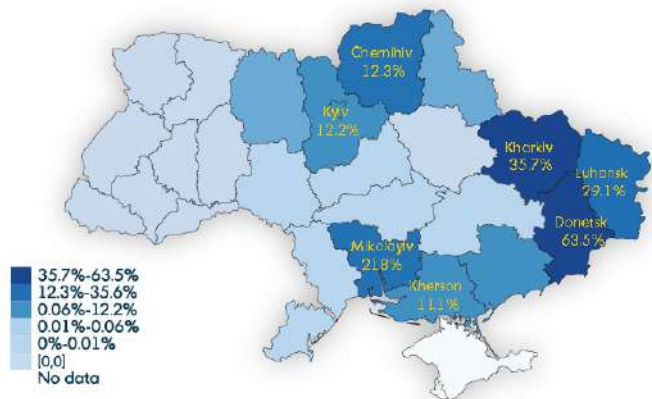 Chernihiv
12.3%
Kyiv
12.2%
Kharkiv
35.7%
Luhansk
29.1%
Donetsk
63.5%
Mikolayiv
21.8%
Kherson
11.1%
35.7%-63.5%
12.3%-35.6%
0.06%-12.2%
0.01%-0.06%
0%-0.01%
[0,0]
No data